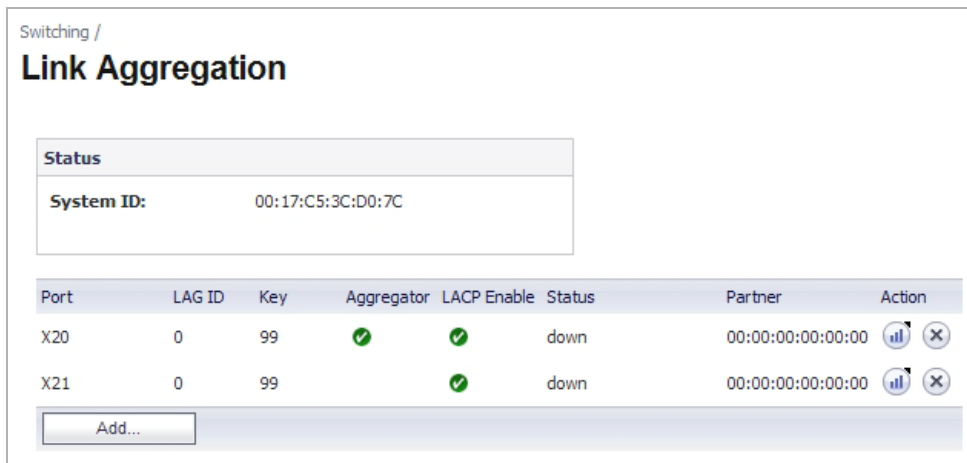 Switching /
Link Aggregation
Status
System ID: 00:17:C5:3C:D0:7C
Port LAG ID Key Aggregator LACP Enable Status Partner Action
X20 0 99 down 00:00:00:00:00:00
X21 0 99 down 00:00:00:00:00:00
Add...